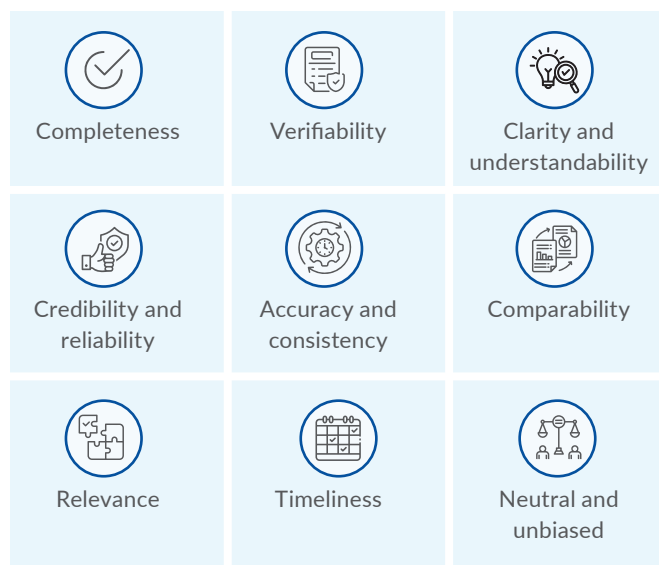 Completeness
Verifiability
Clarity and
understandability
Credibility and
reliability
Accuracy and
consistency
Comparability
Relevance
Timeliness
Neutral and
unbiased